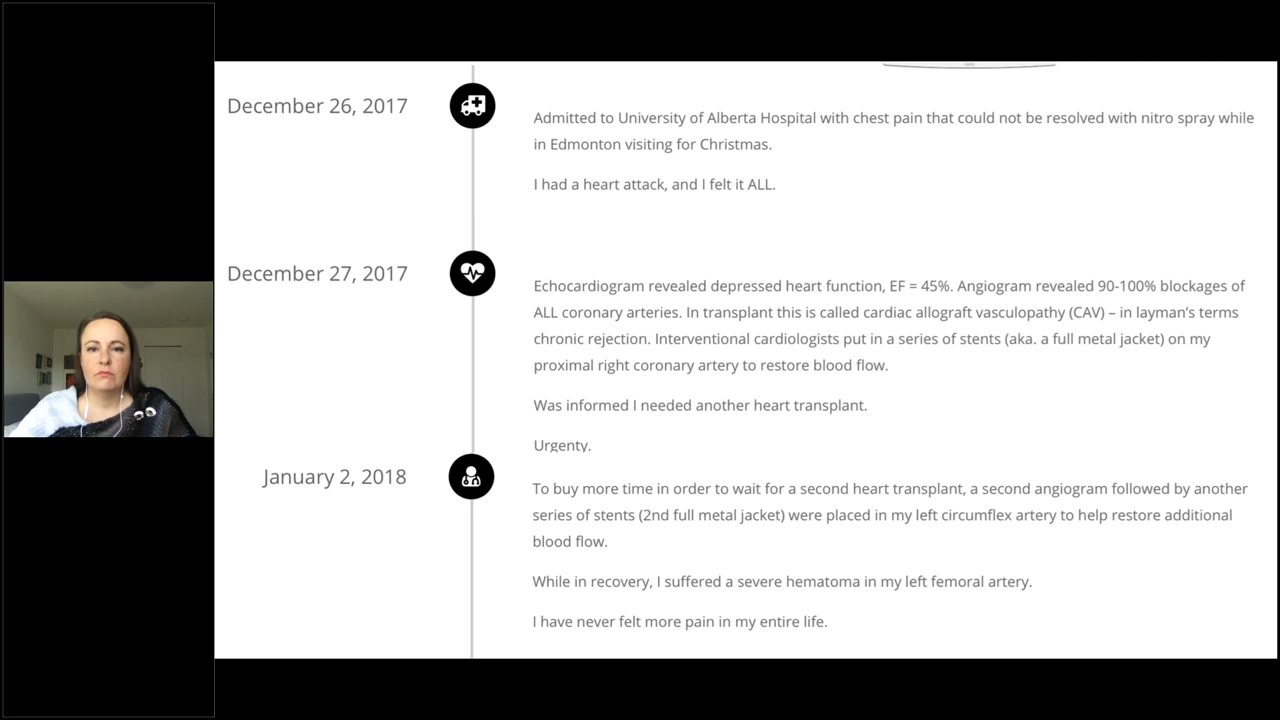 December 26, 2017
Admitted to University of Alberta Hospital with chest pain that could not be resolved with nitro spray while
in Edmonton visiting for Christmas.
I had a heart attack, and I felt it ALL.
December 27, 2017
Echocardiogram revealed depressed heart function, EF = 45%. Angiogram revealed 90-100% blockages of
ALL coronary arteries. In transplant this is called cardiac allograft vasculopathy (CAV) – in layman's terms
chronic rejection. Interventional cardiologists put in a series of stents (aka. a full metal jacket) on my
proximal right coronary artery to restore blood flow.
Was informed I needed another heart transplant.
Urgenty.
January 2, 2018
To buy more time in order to wait for a second heart transplant, a second angiogram followed by another
series of stents (2nd full metal jacket) were placed in my left circumflex artery to help restore additional
blood flow.
While in recovery, I suffered a severe hematoma in my left femoral artery.
I have never felt more pain in my entire life.